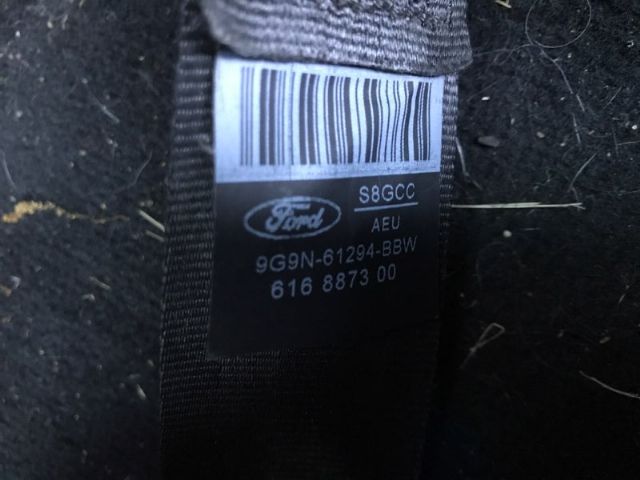 S8GCC
Ford
AEU
9G9N-61294-BBW
616 8873 00